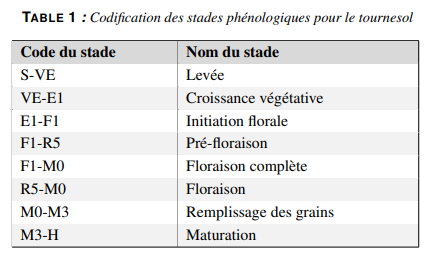 TABLE 1 : Codification des stades phénologiques pour le tournesol
Code du stade Nom du stade
S-VE Levée
VE-E1 Croissance végétative
E1-F1 Initiation florale
F1-R5 Pré-floraison
F1-M0 Floraison complète
R5-M0 Floraison
M0-M3 Remplissage des grains
M3-H Maturation